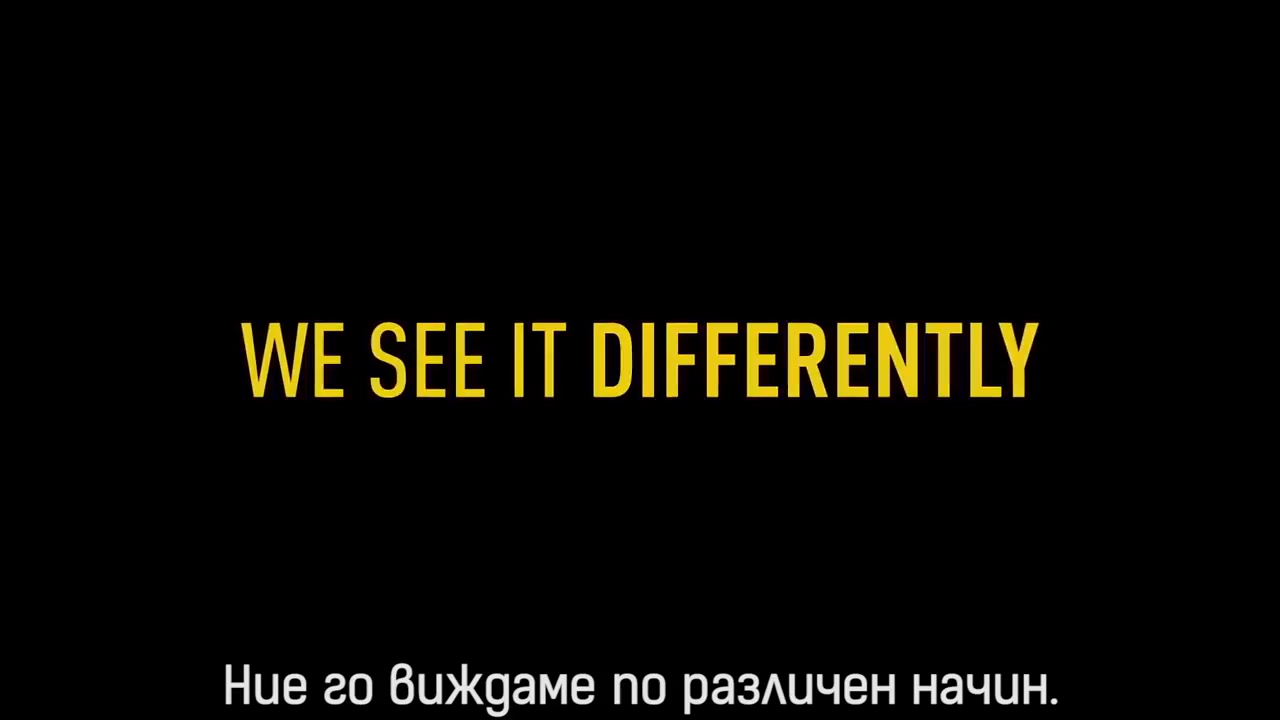 WE SEE IT DIFFERENTLY
Ние го виждаме по различен начин.